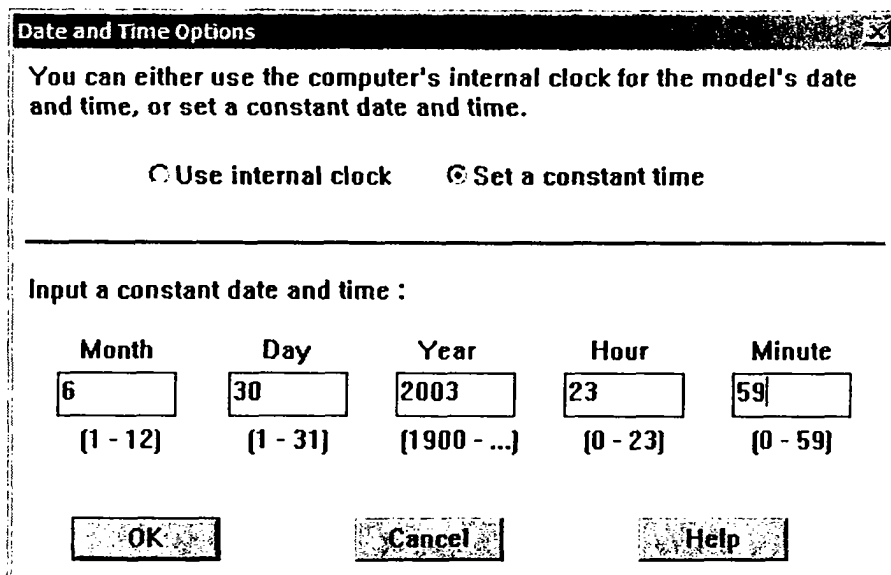 Date and Time Options
You can either use the computer's internal clock for the model's date
and time, or set a constant date and time.
Use internal clock Set a constant time
Input a constant date and time :
Month Day Year Hour Minute
6 30 2003 23 59
(1 - 12) (1 - 31) (1900 - ...) (0 - 23) (0 - 59)
OK Cancel Help